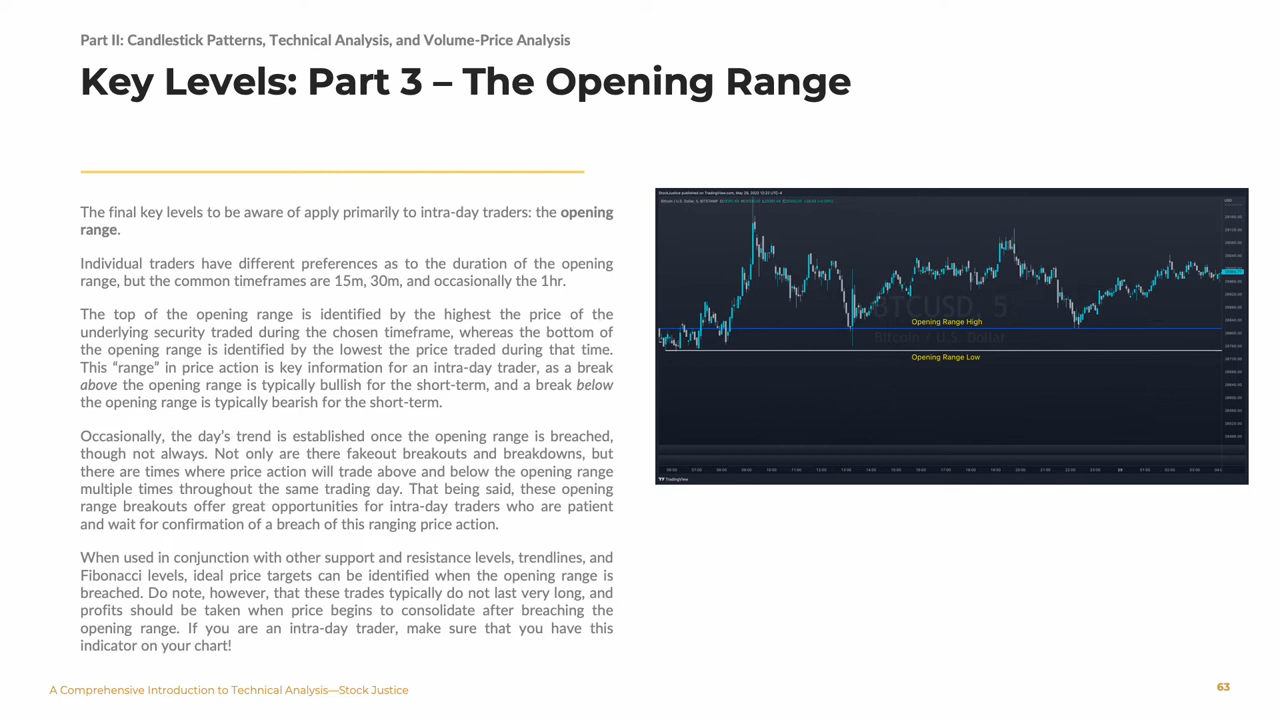 Part II: Candlestick Patterns, Technical Analysis, and Volume-Price Analysis
Key Levels: Part 3 – The Opening Range
The final key levels to be aware of apply primarily to intra-day traders: the opening
range.
Individual traders have different preferences as to the duration of the opening
range, but the common timeframes are 15m, 30m, and occasionally the 1hr.
The top of the opening range is identified by the highest the price of the
underlying security traded during the chosen timeframe, whereas the bottom of
the opening range is identified by the lowest the price traded during that time.
This “range” in price action is key information for an intra-day trader, as a break
above the opening range is typically bullish for the short-term, and a break below
the opening range is typically bearish for the short-term.
Occasionally, the day’s trend is established once the opening range is breached,
though not always. Not only are there fakeout breakouts and breakdowns, but
there are times where price action will trade above and below the opening range
multiple times throughout the same trading day. That being said, these opening
range breakouts offer great opportunities for intra-day traders who are patient
and wait for confirmation of a breach of this ranging price action.
When used in conjunction with other support and resistance levels, trendlines, and
Fibonacci levels, ideal price targets can be identified when the opening range is
breached. Do note, however, that these trades typically do not last very long, and
profits should be taken when price begins to consolidate after breaching the
opening range. If you are an intra-day trader, make sure that you have this
indicator on your chart!
BTCUSD, 5
Bitcoin / U.S. Dollar
Opening Range High
Opening Range Low
TradingView
A Comprehensive Introduction to Technical Analysis—Stock Justice
63